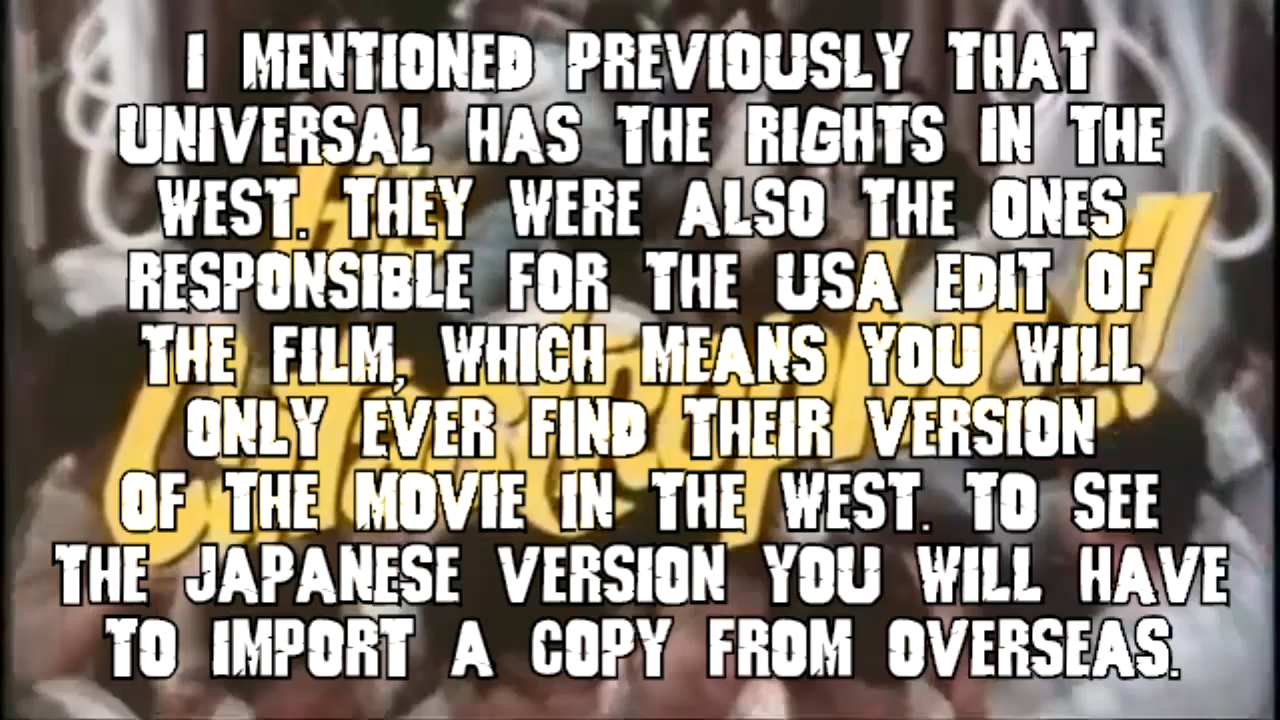 I MENTIONED PREVIOUSLY THAT
UNIVERSAL HAS THE RIGHTS IN THE
WEST. THEY WERE ALSO THE ONES
RESPONSIBLE FOR THE USA EDIT OF
THE FILM, WHICH MEANS YOU WILL
ONLY EVER FIND THEIR VERSION
OF THE MOVIE IN THE WEST. TO SEE
THE JAPANESE VERSION YOU WILL HAVE
TO IMPORT A COPY FROM OVERSEAS.